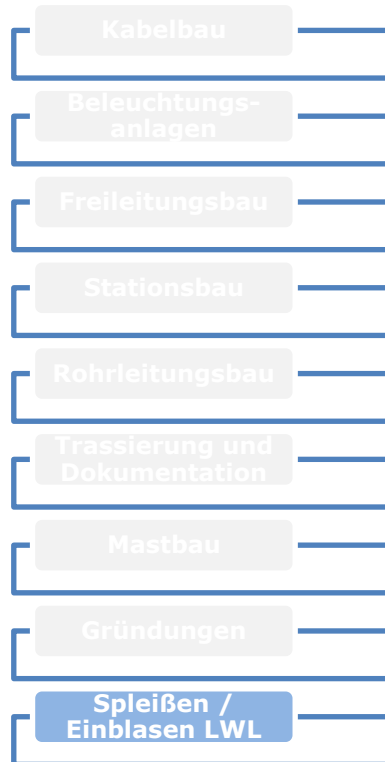 Kabelbau
Beleuchtungs-
anlagen
Freileitungsbau
Stationsbau
Rohrleitungsbau
Trassierung und
Dokumentation
Mastbau
Gründungen
Spleißen /
Einblasen LWL